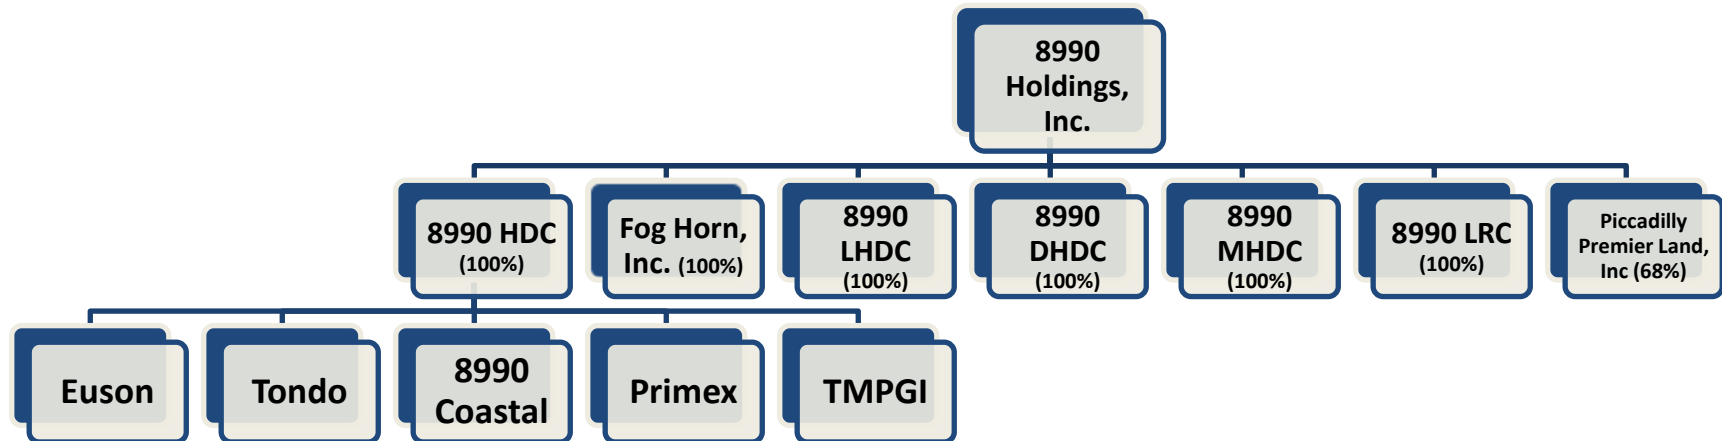 8990
Holdings,
Inc.
8990 HDC
(100%)
Fog Horn,
Inc. (100%)
8990
LHDC
(100%)
8990
DHDC
(100%)
8990
MHDC
(100%)
8990 LRC
(100%)
Piccadilly
Premier Land,
Inc (68%)
Euson
Tondo
8990
Coastal
Primex
TMPGI